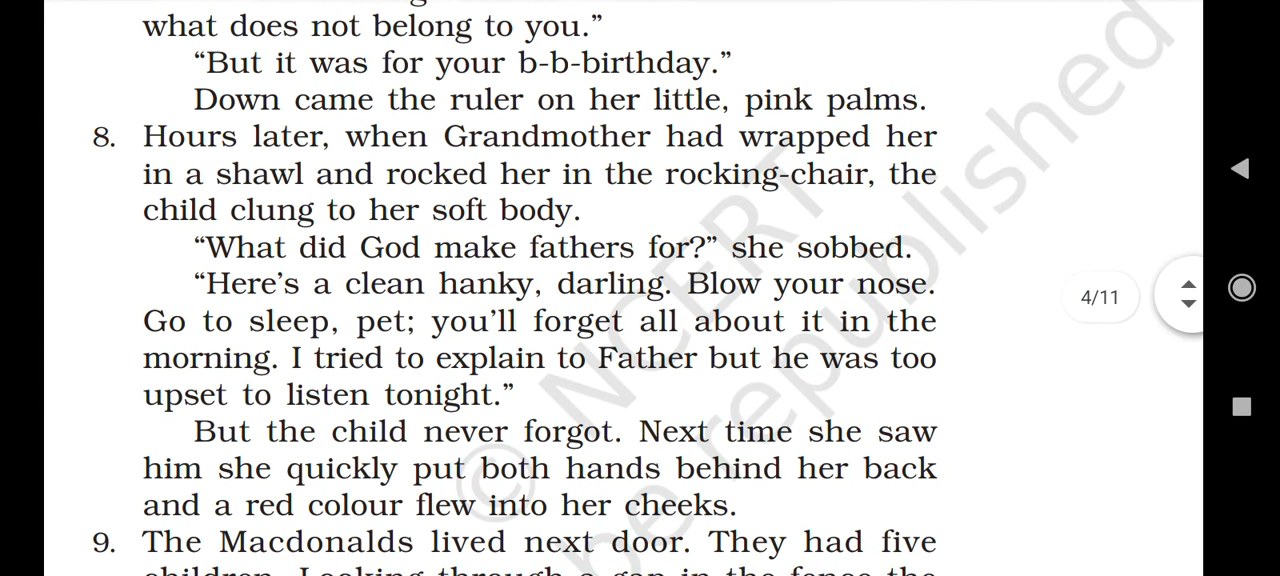 what does not belong to you.”
“But it was for your b-b-birthday.”
Down came the ruler on her little, pink palms.
8. Hours later, when Grandmother had wrapped her
in a shawl and rocked her in the rocking-chair, the
child clung to her soft body.
“What did God make fathers for?” she sobbed.
“Here’s a clean hanky, darling. Blow your nose.
Go to sleep, pet; you’ll forget all about it in the
morning. I tried to explain to Father but he was too
upset to listen tonight.”
But the child never forgot. Next time she saw
him she quickly put both hands behind her back
and a red colour flew into her cheeks.
9. The Macdonalds lived next door. They had five
4/11
© NCERT
be republished